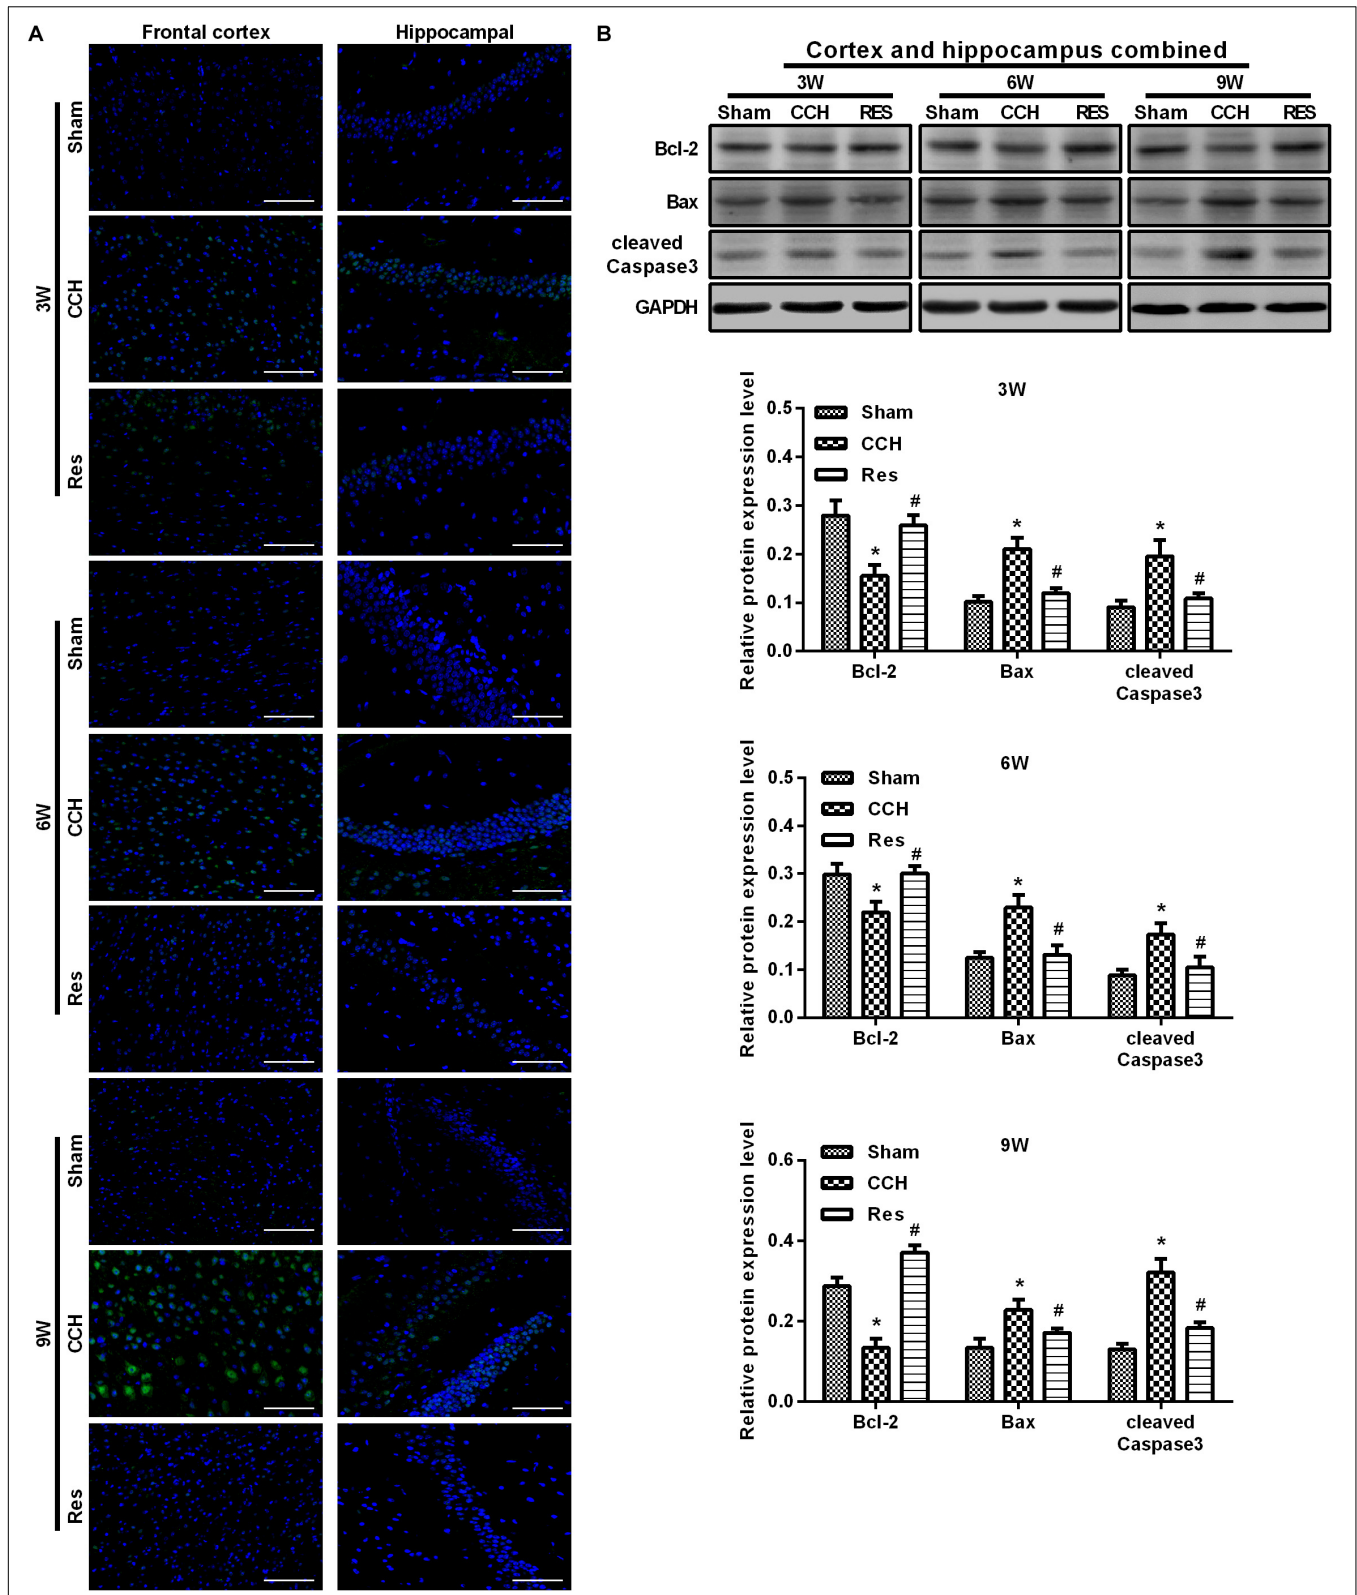 A
Frontal cortex
Hippocampal
3W
Sham
CCH
Res
6W
Sham
CCH
Res
9W
Sham
CCH
Res
B
Cortex and hippocampus combined
3W 6W 9W
Sham CCH RES Sham CCH RES Sham CCH RES
Bcl-2
Bax
cleaved
Caspase3
GAPDH
3W
Relative protein expression level
0.5
0.4
0.3
0.2
0.1
0.0
Sham
CCH
Res
* # * # * #
Bcl-2 Bax cleaved
Caspase3
6W
Relative protein expression level
0.5
0.4
0.3
0.2
0.1
0.0
Sham
CCH
Res
* # * # * #
Bcl-2 Bax cleaved
Caspase3
9W
Relative protein expression level
0.6
0.4
0.2
0.0
Sham
CCH
Res
* # * # * #
Bcl-2 Bax cleaved
Caspase3